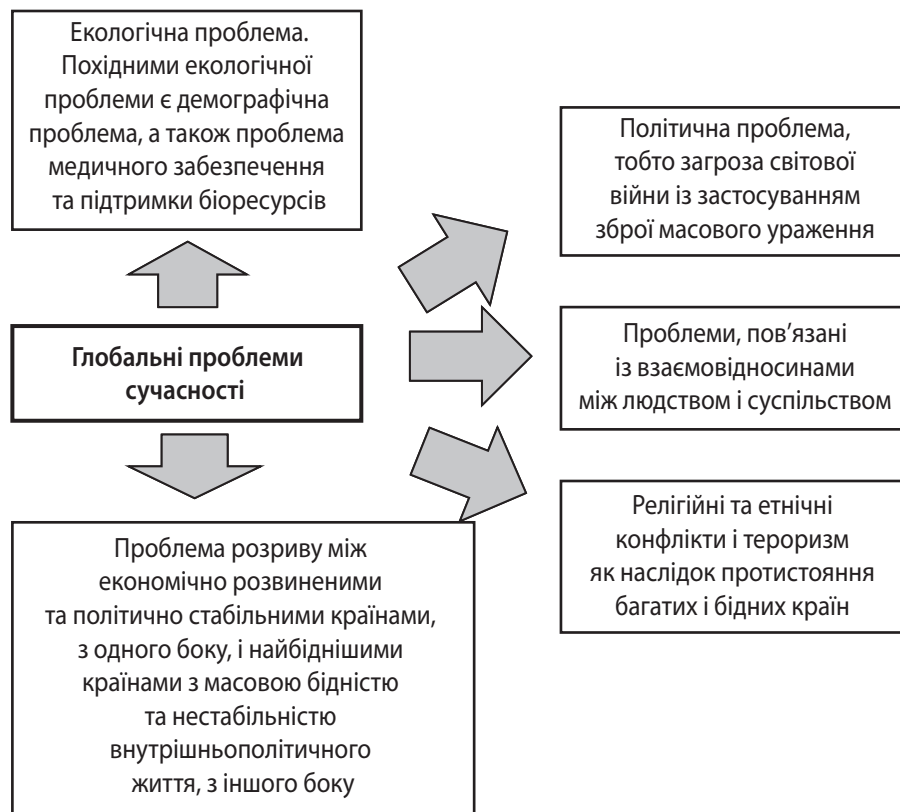 Екологічна проблема.
Похідними екологічної
проблеми є демографічна
проблема, а також проблема
медичного забезпечення
та підтримки біоресурсів
Політична проблема,
тобто загроза світової
війни із застосуванням
зброї масового ураження
Глобальні проблеми
сучасності
Проблеми, пов’язані
із взаємовідносинами
між людством і суспільством
Релігійні та етнічні
конфлікти і тероризм
як наслідок протистояння
багатих і бідних країн
Проблема розриву між
економічно розвиненими
та політично стабільними країнами,
з одного боку, і найбіднішими
країнами з масовою бідністю
та нестабільністю
внутрішньополітичного
життя, з іншого боку